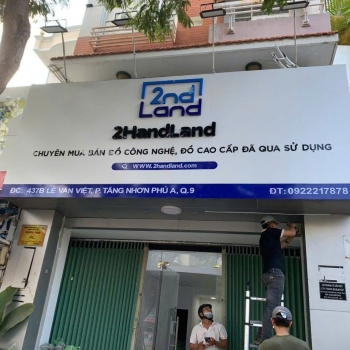 2nd
Land
2HandLand
CHUYÊN MUA BÁN ĐỒ CÔNG NGHỆ, ĐỒ CAO CẤP ĐÃ QUA SỬ DỤNG
WWW.2handland.com
ĐC: 437B LÊ VĂN VIỆT, P. TĂNG NHƠN PHÚ A, Q.9
ĐT: 0922217878